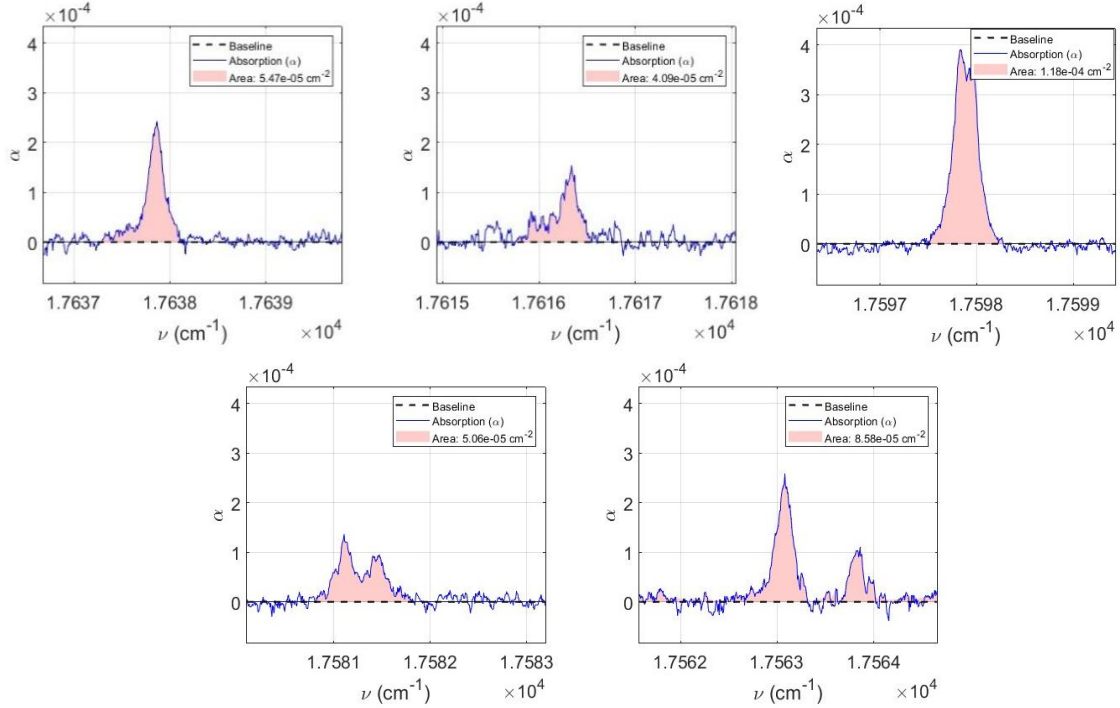 ×10⁻⁴
4
3
2
1
0
α
Baseline
Absorption (α)
Area: 5.47e-05 cm⁻²
1.7637 1.7638 1.7639
ν (cm⁻¹) ×10⁴
×10⁻⁴
4
3
2
1
0
α
Baseline
Absorption (α)
Area: 4.09e-05 cm⁻²
1.7615 1.7616 1.7617 1.7618
ν (cm⁻¹) ×10⁴
×10⁻⁴
4
3
2
1
0
α
Baseline
Absorption (α)
Area: 1.18e-04 cm⁻²
1.7597 1.7598 1.7599
ν (cm⁻¹) ×10⁴
×10⁻⁴
4
3
2
1
0
α
Baseline
Absorption (α)
Area: 5.06e-05 cm⁻²
1.7581 1.7582 1.7583
ν (cm⁻¹) ×10⁴
×10⁻⁴
4
3
2
1
0
α
Baseline
Absorption (α)
Area: 8.58e-05 cm⁻²
1.7562 1.7563 1.7564
ν (cm⁻¹) ×10⁴